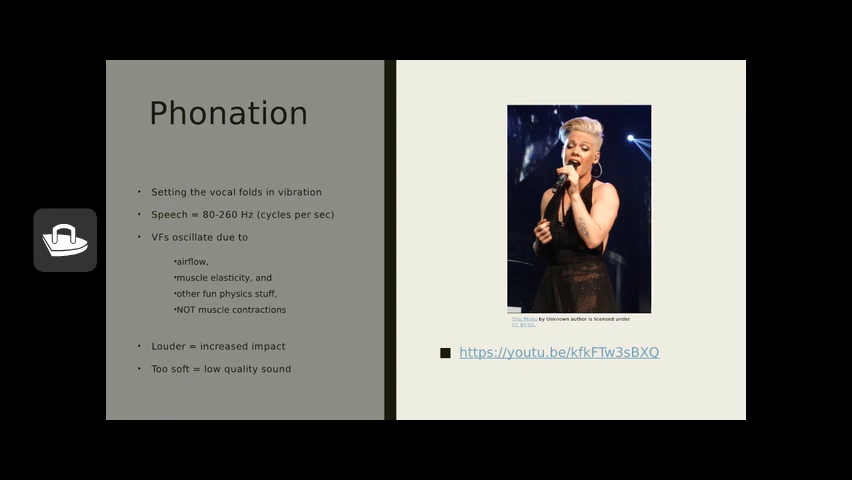 Phonation
• Setting the vocal folds in vibration
• Speech = 80-260 Hz (cycles per sec)
• VFs oscillate due to
•airflow,
•muscle elasticity, and
•other fun physics stuff,
•NOT muscle contractions
• Louder = increased impact
• Too soft = low quality sound
This Photo by Unknown author is licensed under
CC BY-SA.
https://youtu.be/kfkFTw3sBXQ